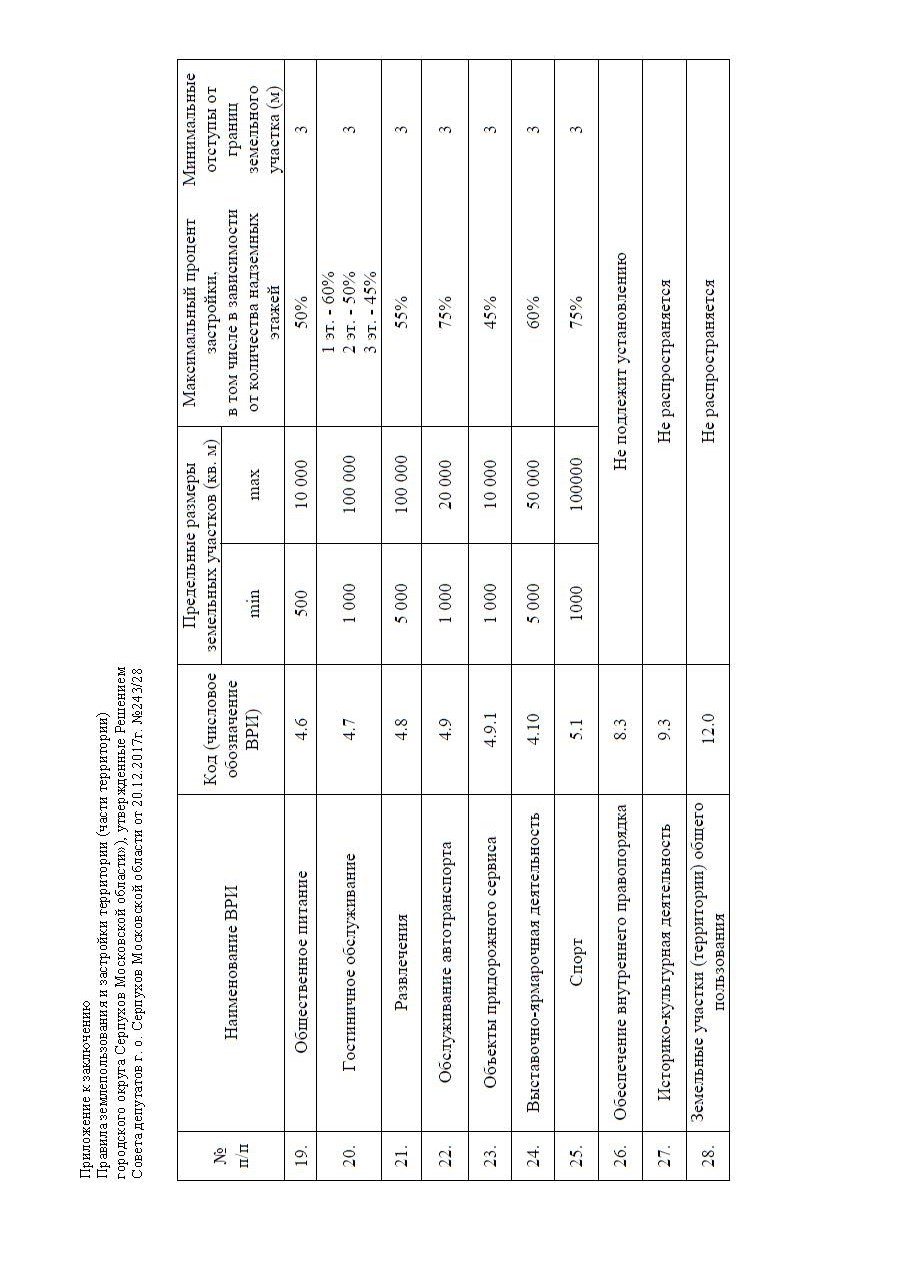 Приложение к заключению
Правила землепользования и застройки территории (части территории)
городского округа Серпухов Московской области»), утвержденные Решением
Совета депутатов г. о. Серпухов Московской области от 20.12.2017г. №243/28
№
п/п
Наименование ВРИ
Код (числовое
обозначение
ВРИ)
Предельные размеры
земельных участков (кв. м)
min
max
Максимальный процент
застройки,
в том числе в зависимости
от количества надземных
этажей
Минимальные
отступы от
границ
земельного
участка (м)
19. Общественное питание 4.6 500 10 000 50% 3
20. Гостиничное обслуживание 4.7 1 000 100 000
1 эт. - 60%
2 эт. - 50%
3 эт. - 45%
3
21. Развлечения 4.8 5 000 100 000 55% 3
22. Обслуживание автотранспорта 4.9 1 000 20 000 75% 3
23. Объекты придорожного сервиса 4.9.1 1 000 10 000 45% 3
24. Выставочно-ярмарочная деятельность 4.10 5 000 50 000 60% 3
25. Спорт 5.1 1000 100000 75% 3
26. Обеспечение внутреннего правопорядка 8.3 Не подлежит установлению
27. Историко-культурная деятельность 9.3 Не распространяется
28. Земельные участки (территории) общего
пользования
12.0 Не распространяется